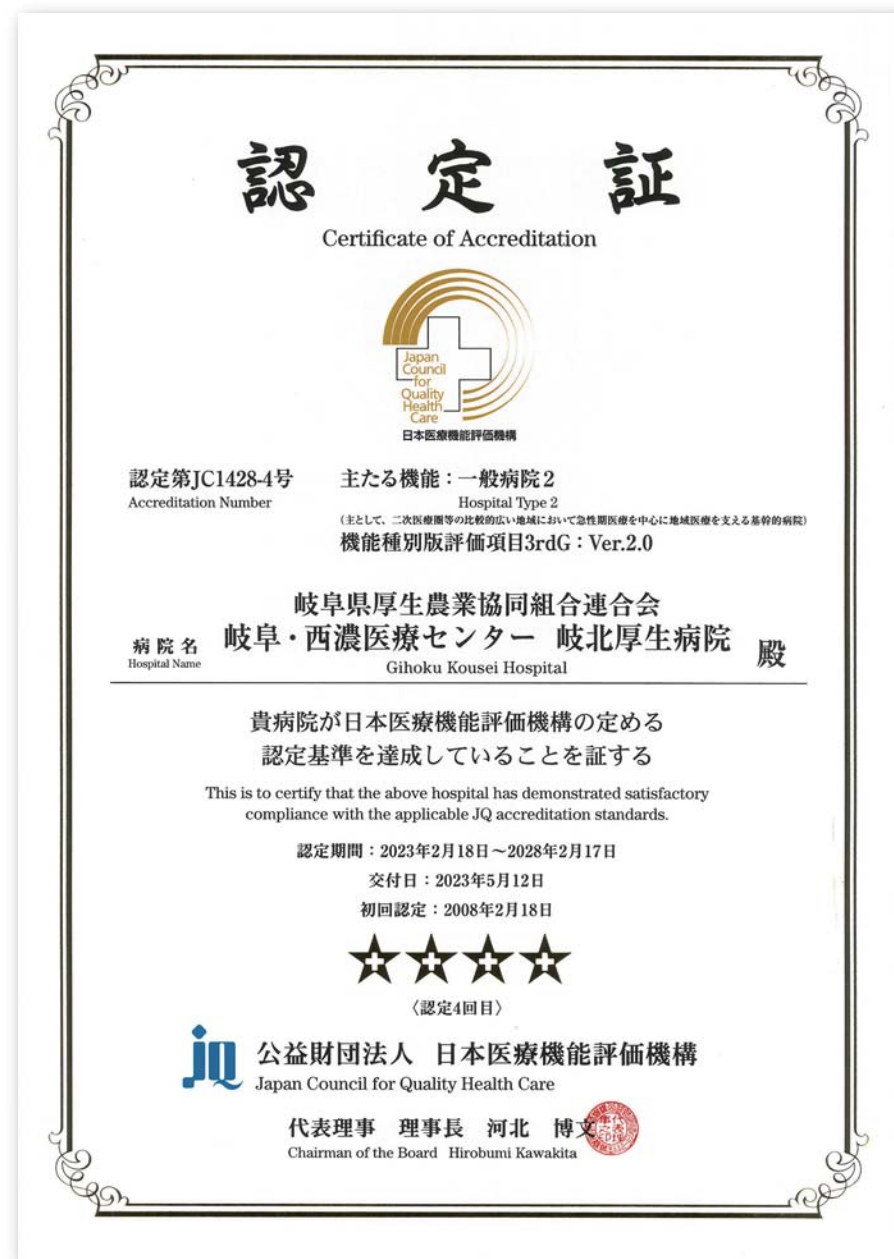 認定証
Certificate of Accreditation
Japan
Council
for
Quality
Health
Care
日本医療機能評価機構
認定第JC1428-4号
Accreditation Number
主たる機能：一般病院2
Hospital Type 2
(主として、二次医療圏等の比較的広い地域において急性期医療を中心に地域医療を支える基幹的病院)
機能種別版評価項目3rdG：Ver.2.0
岐阜県厚生農業協同組合連合会
病院名 岐阜・西濃医療センター 岐北厚生病院 殿
Hospital Name Gihoku Kousei Hospital
貴病院が日本医療機能評価機構の定める
認定基準を達成していることを証する
This is to certify that the above hospital has demonstrated satisfactory
compliance with the applicable JQ accreditation standards.
認定期間：2023年2月18日～2028年2月17日
交付日：2023年5月12日
初回認定：2008年2月18日
〈認定4回目〉
jq 公益財団法人 日本医療機能評価機構
Japan Council for Quality Health Care
代表理事 理事長 河北 博文
Chairman of the Board Hirobumi Kawakita